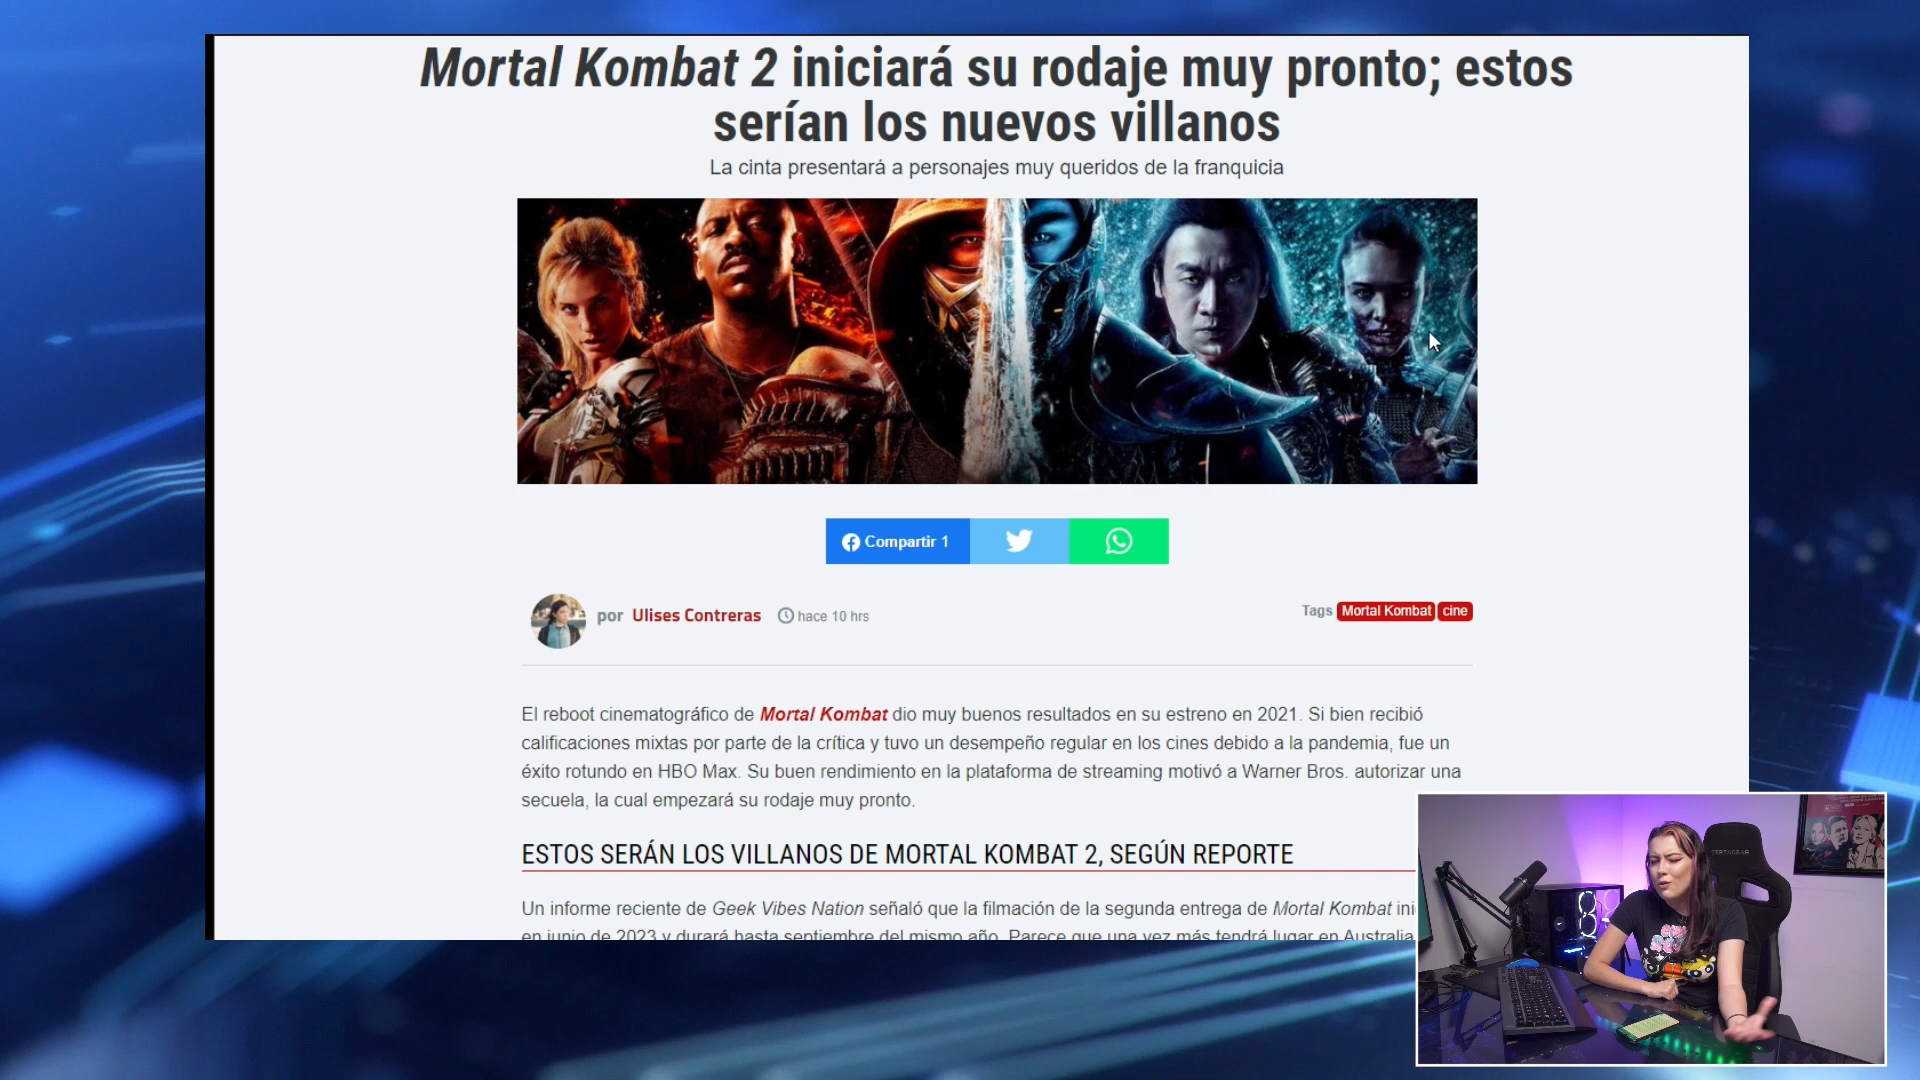 Mortal Kombat 2 iniciará su rodaje muy pronto; estos
serían los nuevos villanos
La cinta presentará a personajes muy queridos de la franquicia
Compartir 1
por Ulises Contreras hace 10 hrs
Tags Mortal Kombat cine
El reboot cinematográfico de Mortal Kombat dio muy buenos resultados en su estreno en 2021. Si bien recibió
calificaciones mixtas por parte de la crítica y tuvo un desempeño regular en los cines debido a la pandemia, fue un
éxito rotundo en HBO Max. Su buen rendimiento en la plataforma de streaming motivó a Warner Bros. autorizar una
secuela, la cual empezará su rodaje muy pronto.
ESTOS SERÁN LOS VILLANOS DE MORTAL KOMBAT 2, SEGÚN REPORTE
Un informe reciente de Geek Vibes Nation señaló que la filmación de la segunda entrega de Mortal Kombat ini
en junio de 2023 y durará hasta septiembre del mismo año. Parece que una vez más tendrá lugar en Australia